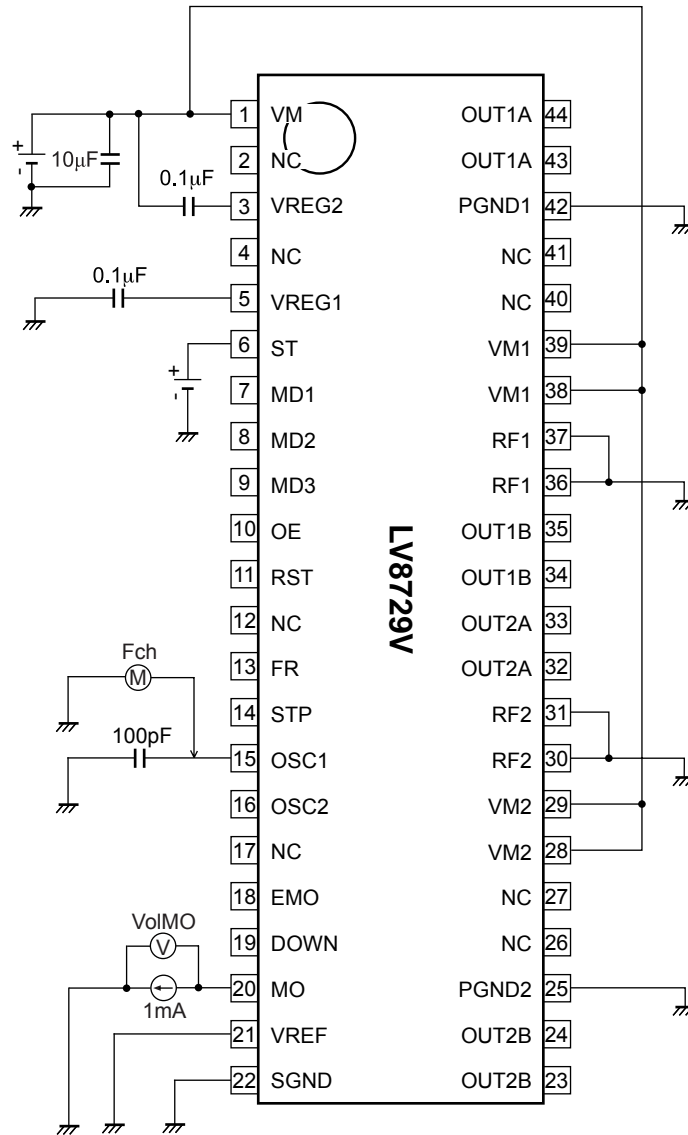 1 VM OUT1A 44
+
-
10µF
2 NC OUT1A 43
0.1µF
3 VREG2 PGND1 42
4 NC NC 41
0.1µF
5 VREG1 NC 40
6 ST VM1 39
+
-
7 MD1 VM1 38
8 MD2 RF1 37
9 MD3 RF1 36
10 OE OUT1B 35
11 RST OUT1B 34
LV8729V
12 NC OUT2A 33
Fch
M
13 FR OUT2A 32
14 STP RF2 31
100pF
15 OSC1 RF2 30
16 OSC2 VM2 29
17 NC VM2 28
18 EMO NC 27
VolMO
V
19 DOWN NC 26
20 MO PGND2 25
1mA
21 VREF OUT2B 24
22 SGND OUT2B 23